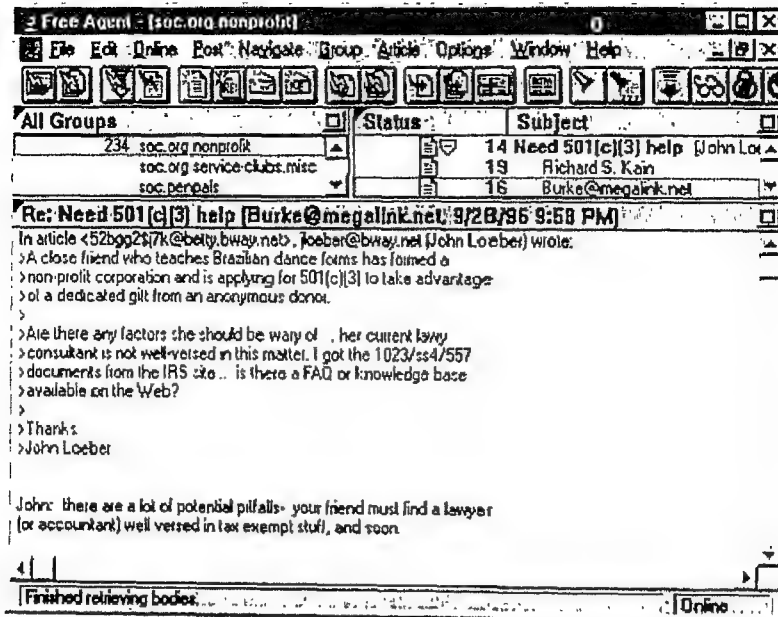 Free Agent - [soc.org.nonprofit]
File Edit Online Post Navigate Group Article Options Window Help
All Groups
Status
Subject
234 soc.org.nonprofit
soc.org.service-clubs.misc
soc.penpals
14 Need 501(c)(3) help [John Loe
19 Richard S. Kain
16 Burke@megalink.net
Re: Need 501(c)(3) help [Burke@megalink.net, 9/28/96 9:58 PM]
In article <52bgg2$j7k@betty.bway.net>, jloeber@bway.net [John Loeber] wrote:
>A close friend who teaches Brazilian dance forms has formed a
>non-profit corporation and is applying for 501(c)(3) to take advantage
>of a dedicated gift from an anonymous donor.
>
>Are there any factors she should be wary of .. her current lawy
>consultant is not well-versed in this matter. I got the 1023/ss4/557
>documents from the IRS site .. is there a FAQ or knowledge base
>available on the Web?
>
>Thanks
>John Loeber
John: there are a lot of potential pitfalls- your friend must find a lawyer
(or accountant) well versed in tax exempt stuff, and soon.
Finished retrieving bodies
Online